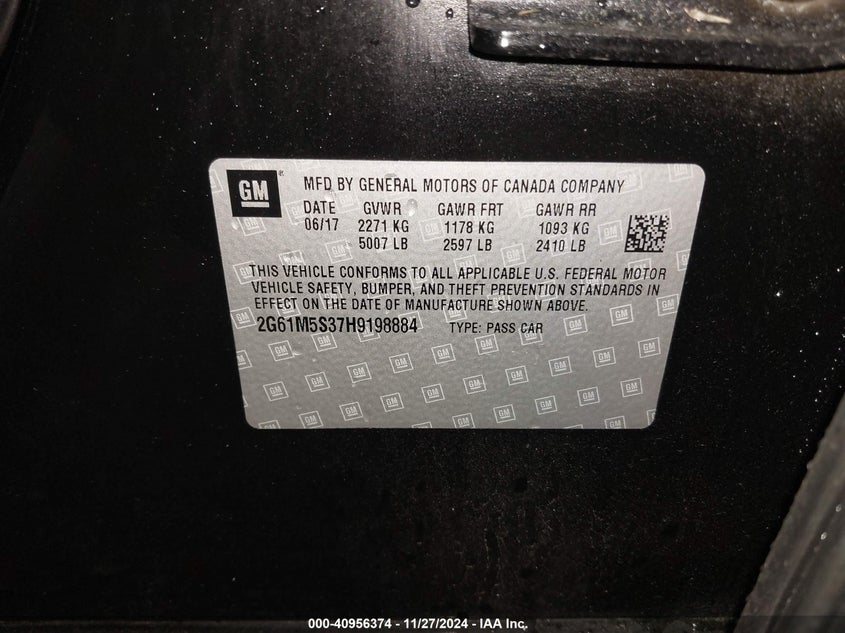 GM
MFD BY GENERAL MOTORS OF CANADA COMPANY
DATE GVWR GAWR FRT GAWR RR
06/17 2271 KG 1178 KG 1093 KG
5007 LB 2597 LB 2410 LB
THIS VEHICLE CONFORMS TO ALL APPLICABLE U.S. FEDERAL MOTOR
VEHICLE SAFETY, BUMPER, AND THEFT PREVENTION STANDARDS IN
EFFECT ON THE DATE OF MANUFACTURE SHOWN ABOVE.
2G61M5S37H9198884 TYPE: PASS CAR
000-40956374 | 11/27/2024 - IAA Inc.